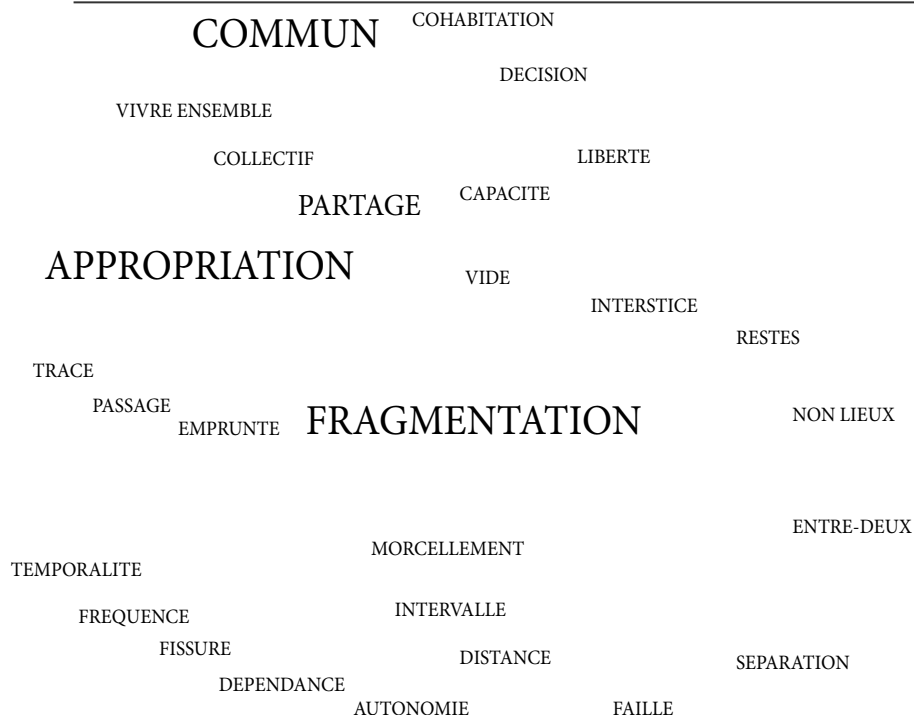 COMMUN
COHABITATION
DECISION
VIVRE ENSEMBLE
COLLECTIF
LIBERTE
PARTAGE
CAPACITE
APPROPRIATION
VIDE
INTERSTICE
RESTES
TRACE
PASSAGE
EMPRUNTE
FRAGMENTATION
NON LIEUX
ENTRE-DEUX
MORCELLEMENT
TEMPORALITE
FREQUENCE
INTERVALLE
FISSURE
DISTANCE
SEPARATION
DEPENDANCE
AUTONOMIE
FAILLE